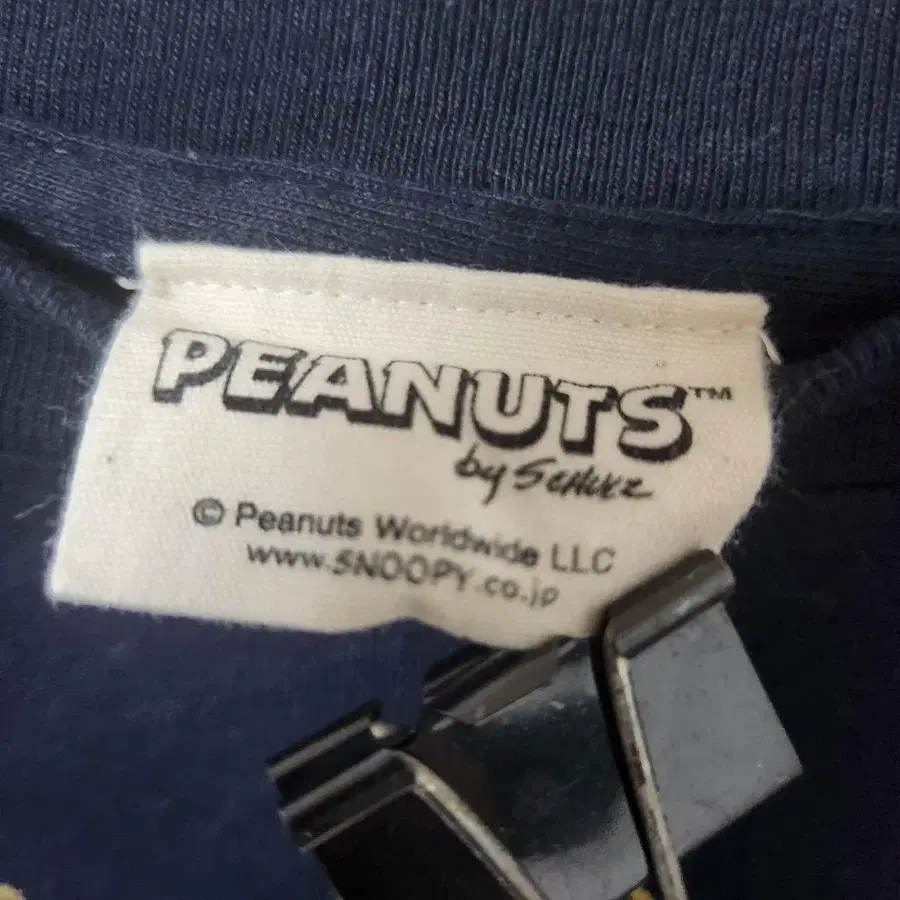 PEANUTS™
by Schulz
© Peanuts Worldwide LLC
www.SNOOPY.co.jp